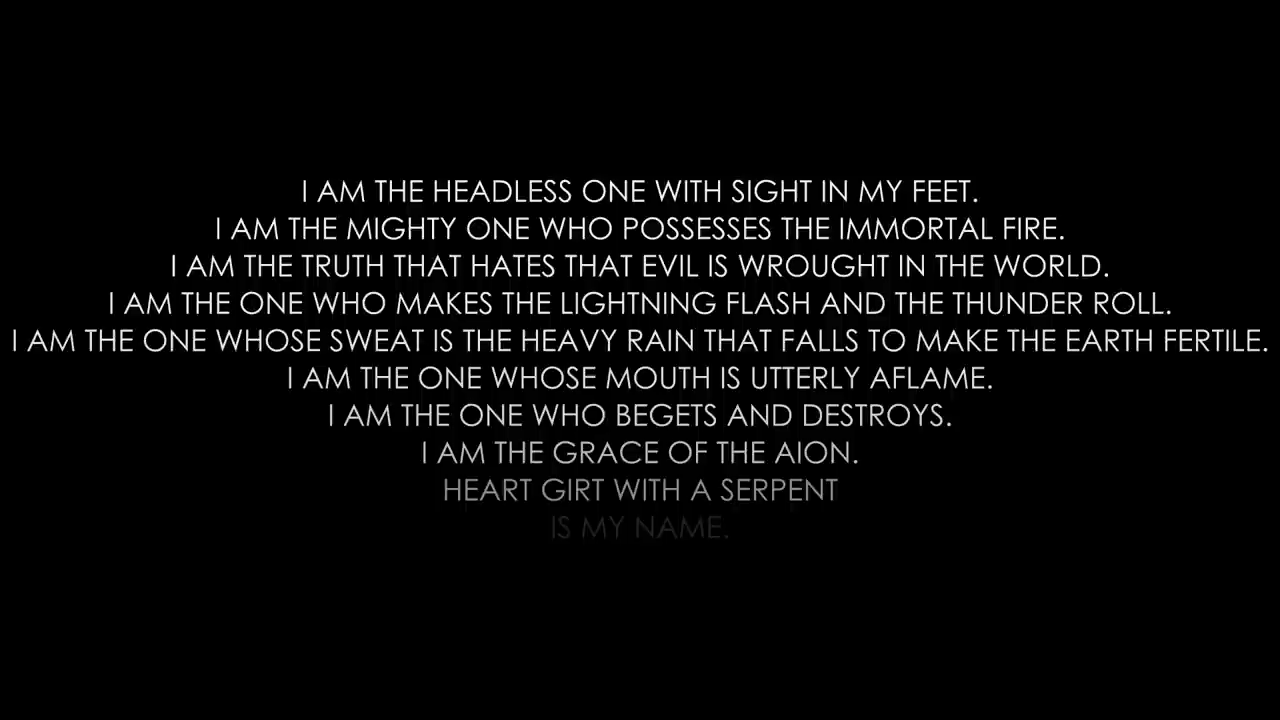 I AM THE HEADLESS ONE WITH SIGHT IN MY FEET.
I AM THE MIGHTY ONE WHO POSSESSES THE IMMORTAL FIRE.
I AM THE TRUTH THAT HATES THAT EVIL IS WROUGHT IN THE WORLD.
I AM THE ONE WHO MAKES THE LIGHTNING FLASH AND THE THUNDER ROLL.
I AM THE ONE WHOSE SWEAT IS THE HEAVY RAIN THAT FALLS TO MAKE THE EARTH FERTILE.
I AM THE ONE WHOSE MOUTH IS UTTERLY AFLAME.
I AM THE ONE WHO BEGETS AND DESTROYS.
I AM THE GRACE OF THE AION.
HEART GIRT WITH A SERPENT
IS MY NAME.